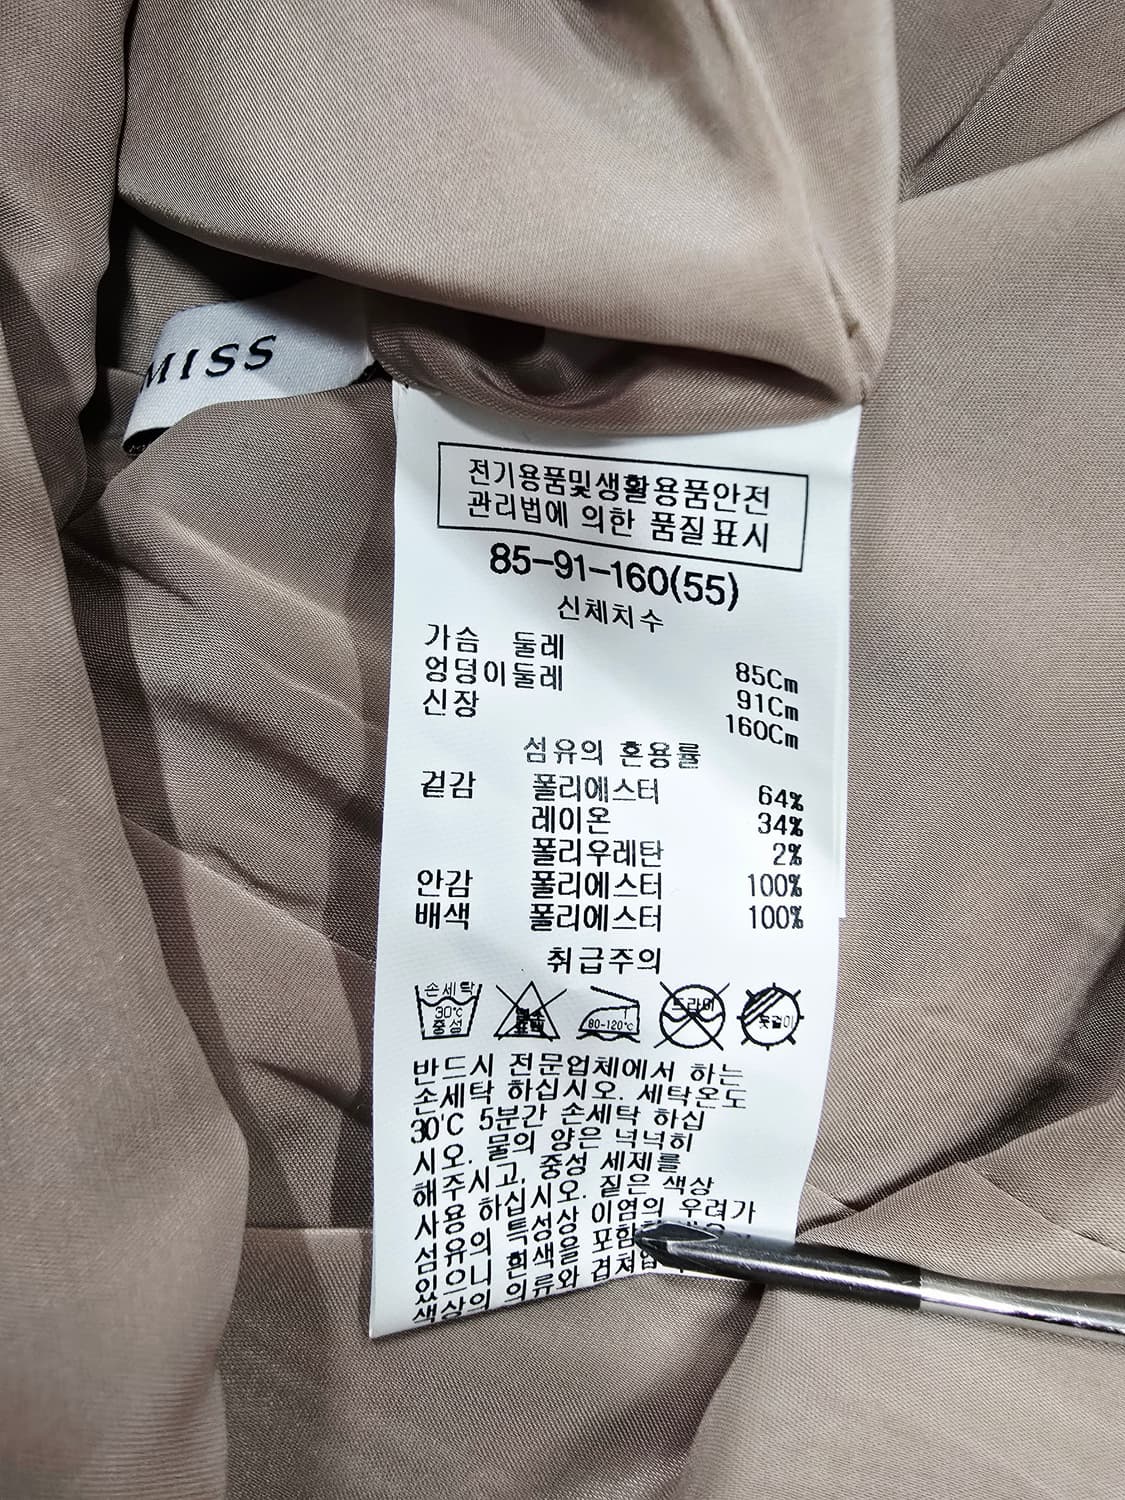 MISS
전기용품및생활용품안전
관리법에 의한 품질표시
85-91-160(55)
신체치수
가슴 둘레 85Cm
엉덩이둘레 91Cm
신장 160Cm
섬유의 혼용률
겉감 폴리에스터 64%
레이온 34%
폴리우레탄 2%
안감 폴리에스터 100%
배색 폴리에스터 100%
취급주의
손세탁 30℃ 중성
80-120℃
드라이
옷걸이
반드시 전문업체에서 하는
손세탁 하십시오. 세탁온도
30'C 5분간 손세탁 하십
시오. 물의 양은 넉넉히
해주시고, 중성 세제를
사용 하십시오. 짙은 색상
섬유의 특성상 이염의 우려가
있으니 흰색을 포함
색상의 의류와 겹쳐